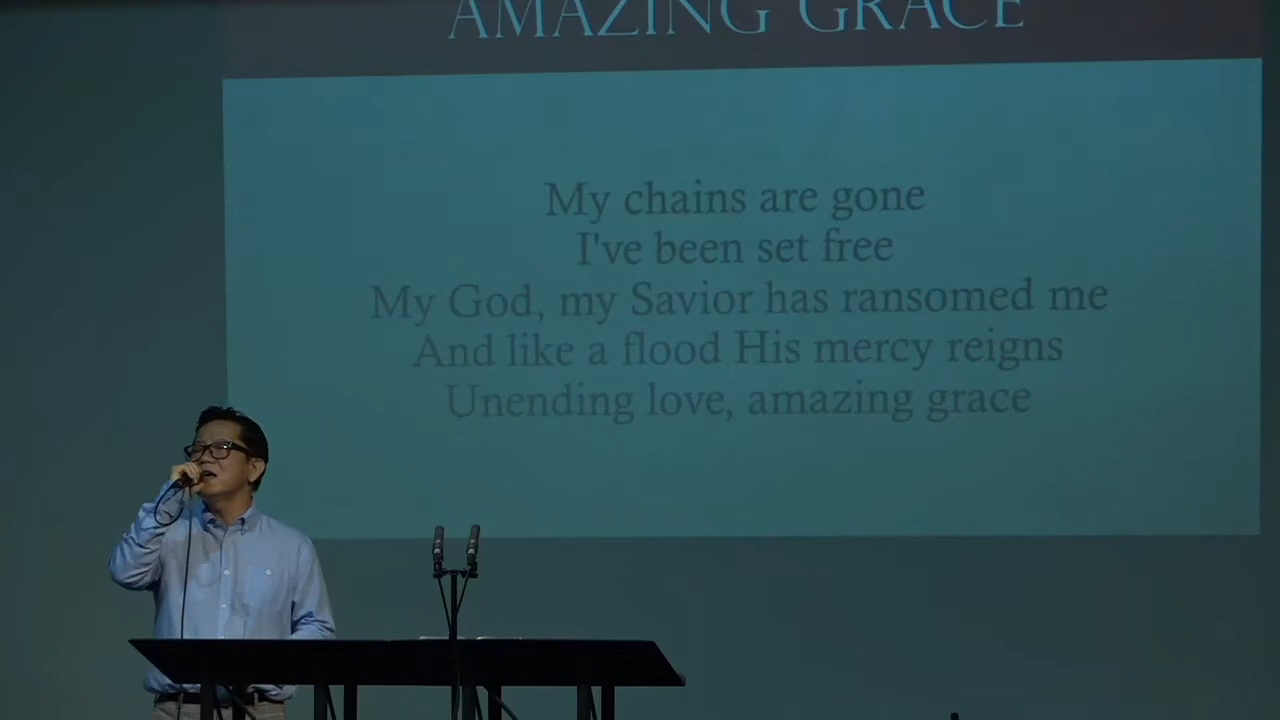 AMAZING GRACE
My chains are gone
I've been set free
My God, my Savior has ransomed me
And like a flood His mercy reigns
Unending love, amazing grace